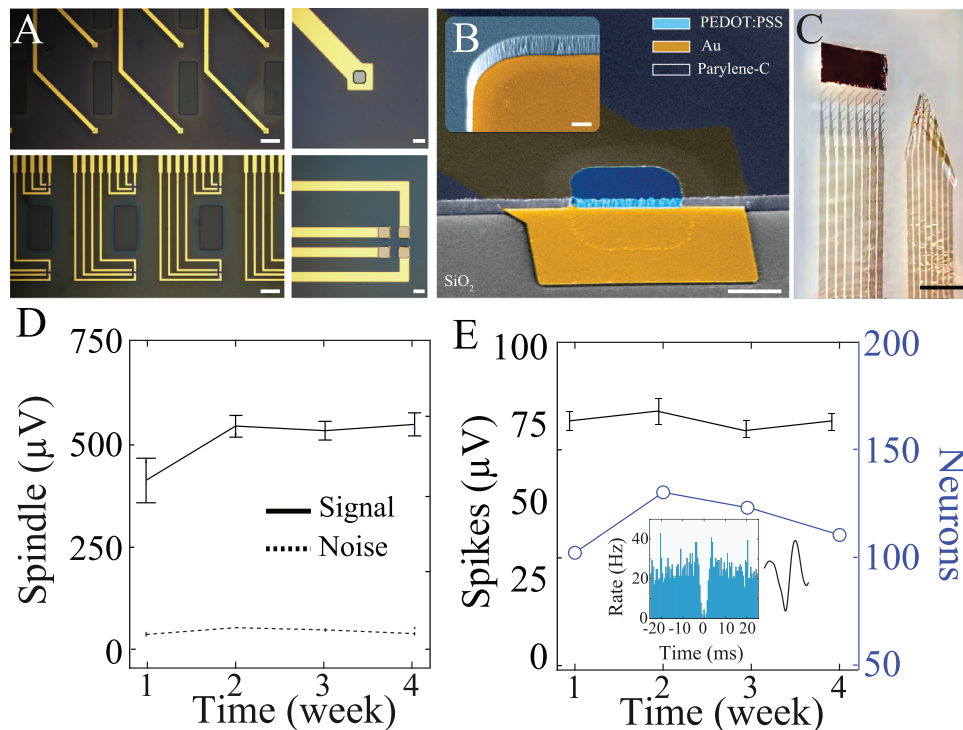 A
B
PEDOT:PSS
Au
Parylene-C
SiO2
C
D
750
500
250
0
Spindle (µV)
Signal
Noise
1 2 3 4
Time (week)
E
100
75
50
25
0
Spikes (µV)
200
150
100
50
Neurons
40
20
0
Rate (Hz)
-20 -10 0 10 20
Time (ms)
1 2 3 4
Time (week)